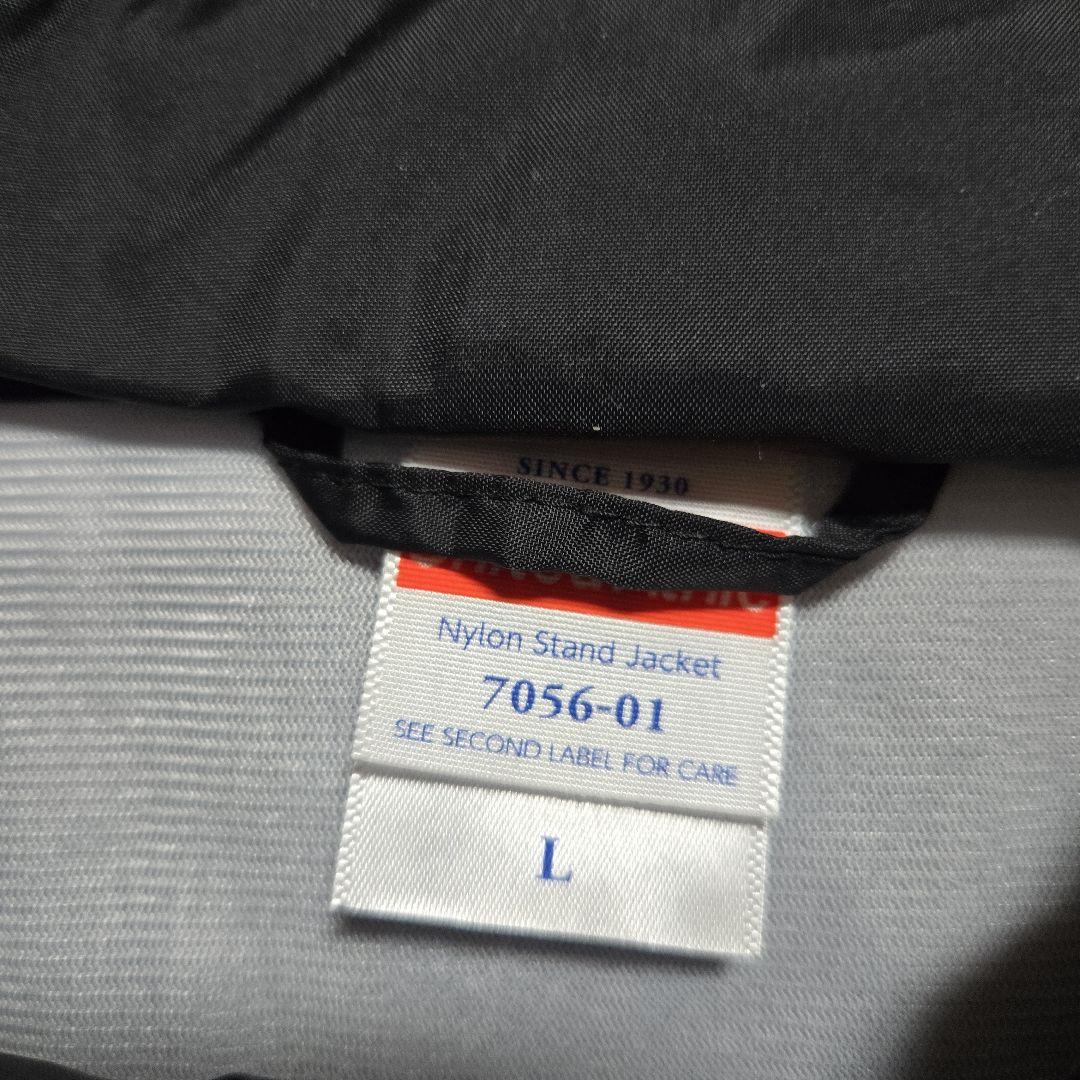 SINCE 1930
Nylon Stand Jacket
7056-01
SEE SECOND LABEL FOR CARE
L